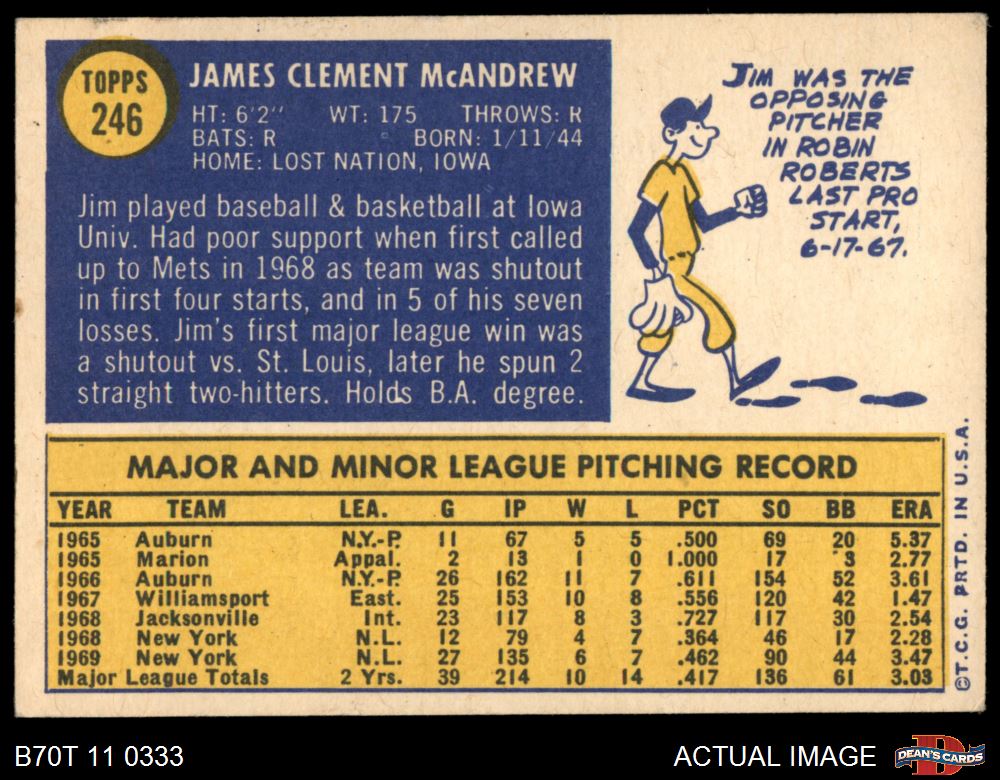 TOPPS
246
JAMES CLEMENT McANDREW
HT: 6'2" WT: 175 THROWS: R
BATS: R BORN: 1/11/44
HOME: LOST NATION, IOWA
Jim played baseball & basketball at Iowa
Univ. Had poor support when first called
up to Mets in 1968 as team was shutout
in first four starts, and in 5 of his seven
losses. Jim's first major league win was
a shutout vs. St. Louis, later he spun 2
straight two-hitters. Holds B.A. degree.
JIM WAS THE
OPPOSING
PITCHER
IN ROBIN
ROBERTS
LAST PRO
START,
6-17-67.
MAJOR AND MINOR LEAGUE PITCHING RECORD
YEAR TEAM LEA. G IP W L PCT SO BB ERA
1965 Auburn N.Y.-P. 11 67 5 5 .500 69 20 5.37
1965 Marion Appal. 2 13 1 0 1.000 17 3 2.77
1966 Auburn N.Y.-P. 26 162 11 7 .611 154 52 3.61
1967 Williamsport East. 25 153 10 8 .556 120 42 1.47
1968 Jacksonville Int. 23 117 8 3 .727 117 30 2.54
1968 New York N.L. 12 79 4 7 .364 46 17 2.28
1969 New York N.L. 27 135 6 7 .462 90 44 3.47
Major League Totals 2 Yrs. 39 214 10 14 .417 136 61 3.03
©T.C.G. PRTD. IN U.S.A.
B70T 11 0333
ACTUAL IMAGE
DEAN'S CARDS